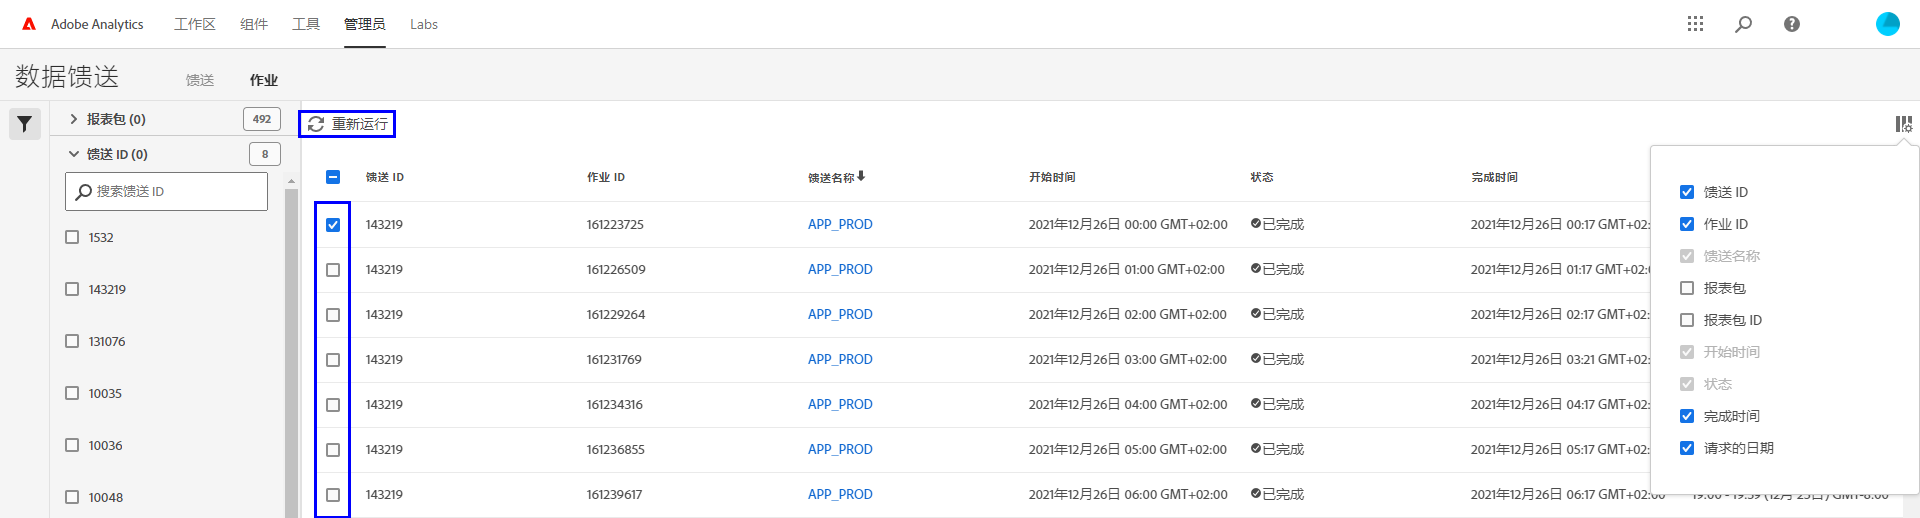 Adobe Analytics 工作区 组件 工具 管理员 Labs
数据馈送 馈送 作业
报表包 (0) 492
馈送 ID (0) 8
搜索馈送 ID
1532
143219
131076
10035
10036
10048
重新运行
馈送 ID 作业 ID 馈送名称 开始时间 状态 完成时间
143219 161223725 APP_PROD 2021年12月26日 00:00 GMT+02:00 已完成 2021年12月26日 00:17 GMT+02:
143219 161226509 APP_PROD 2021年12月26日 01:00 GMT+02:00 已完成 2021年12月26日 01:17 GMT+02:0
143219 161229264 APP_PROD 2021年12月26日 02:00 GMT+02:00 已完成 2021年12月26日 02:17 GMT+02:
143219 161231769 APP_PROD 2021年12月26日 03:00 GMT+02:00 已完成 2021年12月26日 03:21 GMT+02:
143219 161234316 APP_PROD 2021年12月26日 04:00 GMT+02:00 已完成 2021年12月26日 04:17 GMT+02:
143219 161236855 APP_PROD 2021年12月26日 05:00 GMT+02:00 已完成 2021年12月26日 05:17 GMT+02:
143219 161239617 APP_PROD 2021年12月26日 06:00 GMT+02:00 已完成 2021年12月26日 06:17 GMT+02:00
馈送 ID
作业 ID
馈送名称
报表包
报表包 ID
开始时间
状态
完成时间
请求的日期